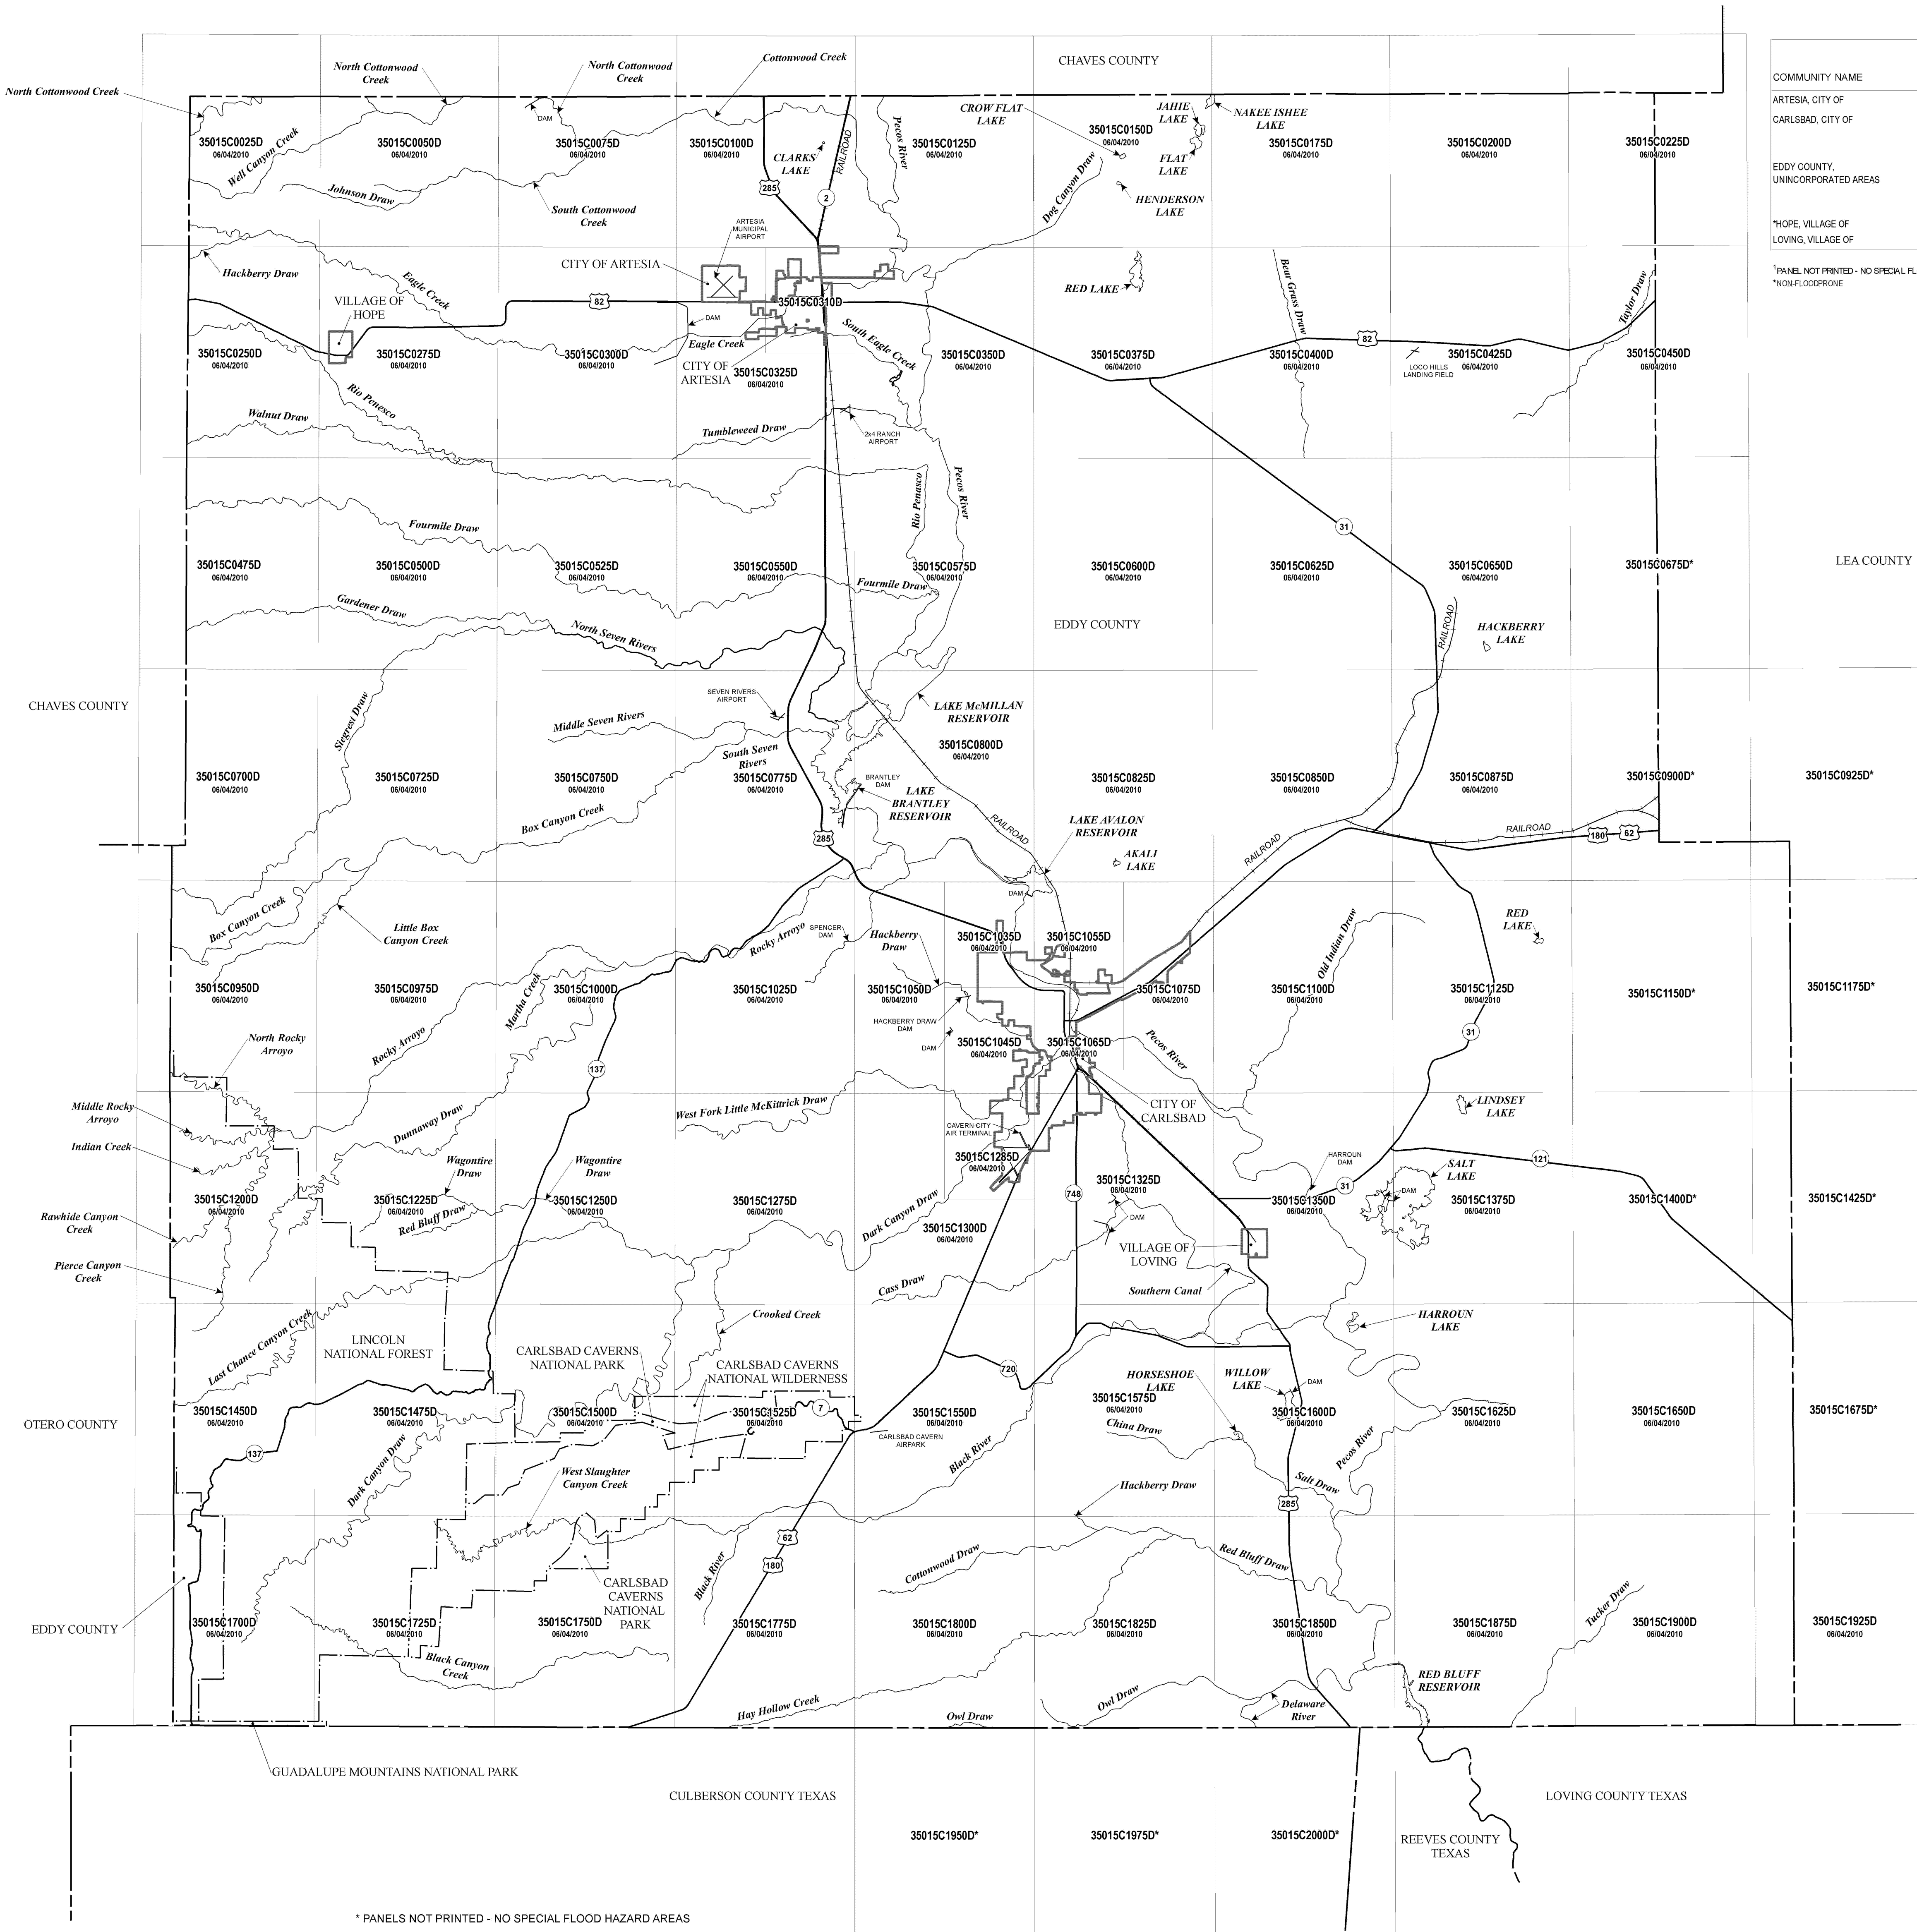 CHAVES COUNTY
COMMUNITY NAME
ARTESIA, CITY OF
CARLSBAD, CITY OF
EDDY COUNTY,
UNINCORPORATED AREAS
*HOPE, VILLAGE OF
LOVING, VILLAGE OF
1PANEL NOT PRINTED - NO SPECIAL FL
*NON-FLOODPRONE
North Cottonwood Creek
North Cottonwood
Creek
North Cottonwood
Creek
Cottonwood Creek
DAM
CROW FLAT
LAKE
JAHIE
LAKE
NAKEE ISHEE
LAKE
35015C0025D
06/04/2010
35015C0050D
06/04/2010
35015C0075D
06/04/2010
35015C0100D
06/04/2010
35015C0125D
06/04/2010
35015C0150D
06/04/2010
35015C0175D
06/04/2010
35015C0200D
06/04/2010
35015C0225D
06/04/2010
Well Canyon Creek
Johnson Draw
South Cottonwood
Creek
CLARKS
LAKE
RAILROAD
Pecos River
285
2
Dog Canyon Draw
FLAT
LAKE
HENDERSON
LAKE
ARTESIA
MUNICIPAL
AIRPORT
CITY OF ARTESIA
Hackberry Draw
Eagle Creek
VILLAGE OF
HOPE
82
35015C0310D
DAM
Eagle Creek
South Eagle Creek
RED LAKE
Bear Grass Draw
Taylor Draw
82
35015C0250D
06/04/2010
35015C0275D
06/04/2010
35015C0300D
06/04/2010
CITY OF
ARTESIA
35015C0325D
06/04/2010
35015C0350D
06/04/2010
35015C0375D
06/04/2010
35015C0400D
06/04/2010
LOCO HILLS
LANDING FIELD
35015C0425D
06/04/2010
35015C0450D
06/04/2010
Rio Penesco
Walnut Draw
Tumbleweed Draw
2x4 RANCH
AIRPORT
Rio Penasco
Pecos River
Fourmile Draw
31
35015C0475D
06/04/2010
35015C0500D
06/04/2010
35015C0525D
06/04/2010
35015C0550D
06/04/2010
35015C0575D
06/04/2010
35015C0600D
06/04/2010
35015C0625D
06/04/2010
35015C0650D
06/04/2010
35015C0675D*
LEA COUNTY
Fourmile Draw
Gardener Draw
North Seven Rivers
EDDY COUNTY
RAILROAD
HACKBERRY
LAKE
CHAVES COUNTY
Siegrest Draw
SEVEN RIVERS
AIRPORT
Middle Seven Rivers
South Seven
Rivers
LAKE McMILLAN
RESERVOIR
35015C0800D
06/04/2010
35015C0700D
06/04/2010
35015C0725D
06/04/2010
35015C0750D
06/04/2010
35015C0775D
06/04/2010
35015C0825D
06/04/2010
35015C0850D
06/04/2010
35015C0875D
06/04/2010
35015C0900D*
35015C0925D*
BRANTLEY
DAM
LAKE
BRANTLEY
RESERVOIR
Box Canyon Creek
285
RAILROAD
LAKE AVALON
RESERVOIR
AKALI
LAKE
RAILROAD
RAILROAD
180
62
DAM
Box Canyon Creek
Little Box
Canyon Creek
SPENCER
DAM
Rocky Arroyo
Hackberry
Draw
35015C1035D
06/04/2010
35015C1055D
06/04/2010
Old Indian Draw
RED
LAKE
35015C0950D
06/04/2010
35015C0975D
06/04/2010
Martha Creek
35015C1000D
06/04/2010
35015C1025D
06/04/2010
35015C1050D
06/04/2010
35015C1075D
06/04/2010
35015C1100D
06/04/2010
35015C1125D
06/04/2010
35015C1150D*
35015C1175D*
HACKBERRY DRAW
DAM
DAM
35015C1045D
06/04/2010
35015C1065D
06/04/2010
Pecos River
31
North Rocky
Arroyo
Rocky Arroyo
137
Middle Rocky
Arroyo
Indian Creek
Dunnaway Draw
West Fork Little McKittrick Draw
CAVERN CITY
AIR TERMINAL
CITY OF
CARLSBAD
LINDSEY
LAKE
35015C1285D
06/04/2010
HARROUN
DAM
31
SALT
LAKE
DAM
121
Wagontire
Draw
Wagontire
Draw
Red Bluff Draw
35015C1200D
06/04/2010
35015C1225D
06/04/2010
35015C1250D
06/04/2010
35015C1275D
06/04/2010
Dark Canyon Draw
35015C1300D
06/04/2010
748
35015C1325D
06/04/2010
DAM
35015C1350D
06/04/2010
35015C1375D
06/04/2010
35015C1400D*
35015C1425D*
Rawhide Canyon
Creek
Pierce Canyon
Creek
VILLAGE OF
LOVING
Southern Canal
Cass Draw
Last Chance Canyon Creek
Crooked Creek
HARROUN
LAKE
LINCOLN
NATIONAL FOREST
CARLSBAD CAVERNS
NATIONAL PARK
CARLSBAD CAVERNS
NATIONAL WILDERNESS
720
HORSESHOE
LAKE
WILLOW
LAKE
DAM
OTERO COUNTY
35015C1450D
06/04/2010
35015C1475D
06/04/2010
35015C1500D
06/04/2010
35015C1525D
06/04/2010
7
35015C1550D
06/04/2010
35015C1575D
06/04/2010
35015C1600D
06/04/2010
35015C1625D
06/04/2010
35015C1650D
06/04/2010
35015C1675D*
137
CARLSBAD CAVERN
AIRPARK
China Draw
Black River
Pecos River
Dark Canyon Draw
West Slaughter
Canyon Creek
Hackberry Draw
Salt Draw
285
62
180
Black River
Cottonwood Draw
Red Bluff Draw
Tucker Draw
CARLSBAD
CAVERNS
NATIONAL
PARK
EDDY COUNTY
35015C1700D
06/04/2010
35015C1725D
06/04/2010
35015C1750D
06/04/2010
35015C1775D
06/04/2010
35015C1800D
06/04/2010
35015C1825D
06/04/2010
35015C1850D
06/04/2010
35015C1875D
06/04/2010
35015C1900D
06/04/2010
35015C1925D
06/04/2010
Black Canyon
Creek
Hay Hollow Creek
Owl Draw
Owl Draw
Delaware
River
RED BLUFF
RESERVOIR
GUADALUPE MOUNTAINS NATIONAL PARK
CULBERSON COUNTY TEXAS
LOVING COUNTY TEXAS
35015C1950D*
35015C1975D*
35015C2000D*
REEVES COUNTY
TEXAS
* PANELS NOT PRINTED - NO SPECIAL FLOOD HAZARD AREAS